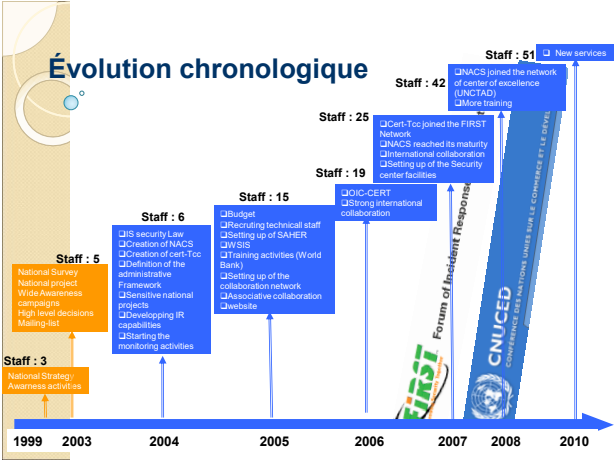 Évolution chronologique
Staff : 3
National Strategy
Awarness activities
Staff : 5
National Survey
National project
Wide Awareness
campaigns
High level decisions
Mailing-list
Staff : 6
❑IS security Law
❑Creation of NACS
❑Creation of cert-Tcc
❑Definition of the
administrative
Framework
❑Sensitive national
projects
❑Developping IR
capabilities
❑Starting the
monitoring activities
Staff : 15
❑Budget
❑Recruting technicall staff
❑Setting up of SAHER
❑WSIS
❑Training activities (World
Bank)
❑Setting up of the
collaboration network
❑Associative collaboration
❑website
Staff : 19
❑OIC-CERT
❑Strong international
collaboration
Staff : 25
❑Cert-Tcc joined the FIRST
Network
❑NACS reached its maturity
❑International collaboration
❑Setting up of the Security
center facilities
Staff : 42
❑NACS joined the network
of center of excellence
(UNCTAD)
❑More training
Staff : 51
❑ New services
FIRST
Forum of Incident Response
CNUCED
CONFÉRENCE DES NATIONS UNIES SUR LE COMMERCE ET LE DÉVE
1999
2003
2004
2005
2006
2007
2008
2010